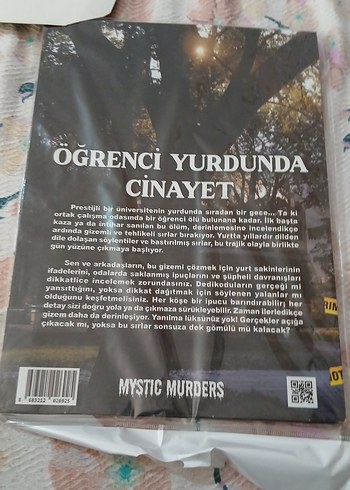 ÖĞRENCİ YURDUNDA
CİNAYET
Prestijli bir üniversitenin yurdunda sıradan bir gece... Ta ki
ortak çalışma odasında bir öğrenci ölü bulunana kadar. İlk başta
kaza ya da intihar sanılan bu ölüm, derinlemesine incelendikçe
ardında gizemli ve tehlikeli sırlar bırakıyor. Yurtta yıllardır dilden
dile dolaşan söylentiler ve bastırılmış sırlar, bu trajik olayla birlikte
gün yüzüne çıkmaya başlıyor.
Sen ve arkadaşların, bu gizemi çözmek için yurt sakinlerinin
ifadelerini, odalarda saklanmış ipuçlarını ve şüpheli davranışları
dikkatlice incelemek zorundasınız. Dedikoduların gerçeği mi
yansıttığını, yoksa dikkat dağıtmak için söylenen yalanlar mı
olduğunu keşfetmelisiniz. Her köşe bir ipucu barındırabilir, her
detay sizi doğru yola ya da çıkmaza sürükleyebilir. Zaman ilerledikçe
gizem daha da derinleşiyor. Yanılma lüksünüz yok! Gerçekler açığa
çıkacak mı, yoksa bu sırlar sonsuza dek gömülü mü kalacak?
MYSTIC MURDERS